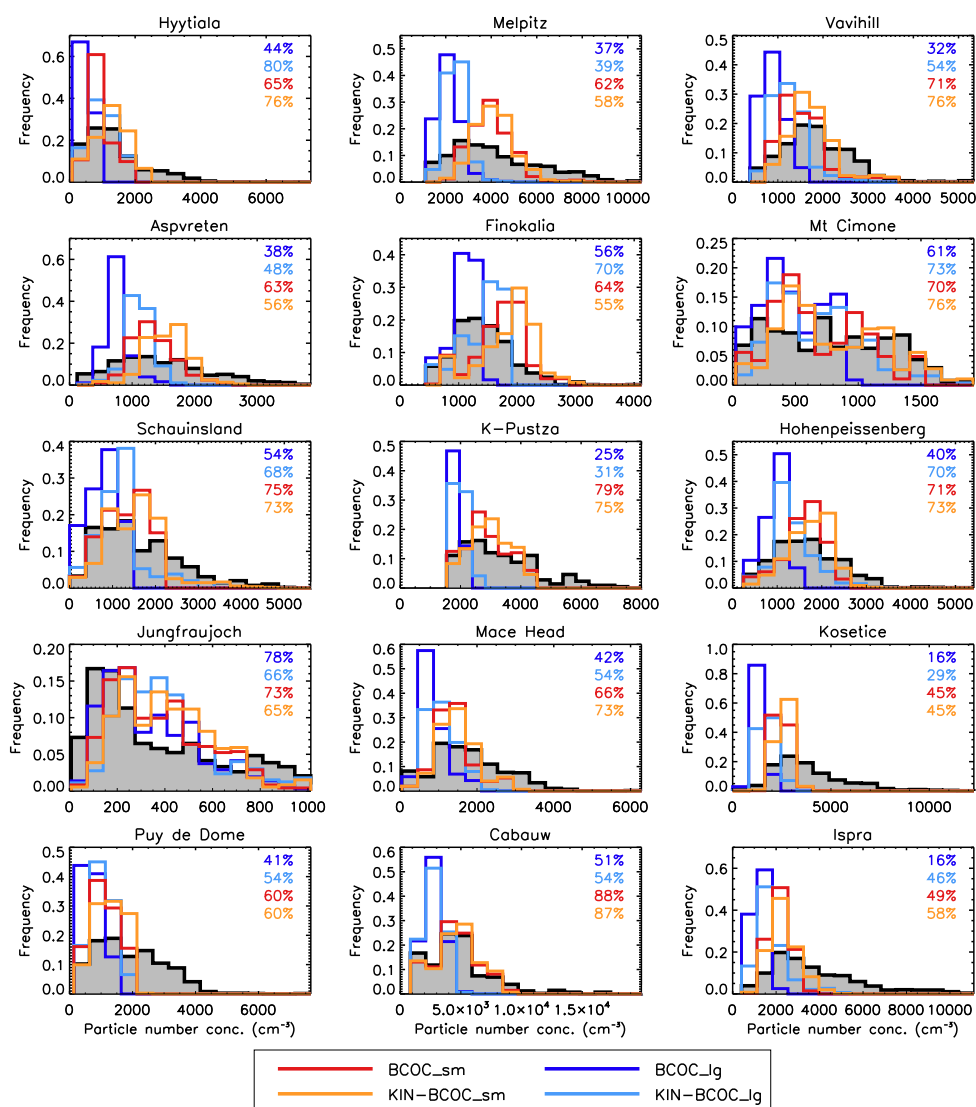 Hyytiala
Frequency
0.6
0.4
0.2
0.0
0 2000 4000 6000
44%
80%
65%
76%
Melpitz
Frequency
0.5
0.4
0.3
0.2
0.1
0.0
0 2000 4000 6000 8000 10000
37%
39%
62%
58%
Vavihill
Frequency
0.5
0.4
0.3
0.2
0.1
0.0
0 1000 2000 3000 4000 5000
32%
54%
71%
76%
Aspvreten
Frequency
0.6
0.4
0.2
0.0
0 1000 2000 3000
38%
48%
63%
56%
Finokalia
Frequency
0.4
0.3
0.2
0.1
0.0
0 1000 2000 3000 4000
56%
70%
64%
55%
Mt Cimone
Frequency
0.25
0.20
0.15
0.10
0.05
0.00
0 500 1000 1500
61%
73%
70%
76%
Schauinsland
Frequency
0.4
0.3
0.2
0.1
0.0
0 1000 2000 3000 4000 5000
54%
68%
75%
73%
K-Pustza
Frequency
0.5
0.4
0.3
0.2
0.1
0.0
0 2000 4000 6000 8000
25%
31%
79%
75%
Hohenpeissenberg
Frequency
0.6
0.4
0.2
0.0
0 1000 2000 3000 4000 5000
40%
70%
71%
73%
Jungfraujoch
Frequency
0.20
0.15
0.10
0.05
0.00
0 200 400 600 800 1000
78%
66%
73%
65%
Mace Head
Frequency
0.6
0.5
0.4
0.3
0.2
0.1
0.0
0 2000 4000 6000
42%
54%
66%
73%
Kosetice
Frequency
1.0
0.8
0.6
0.4
0.2
0.0
0 5000 10000
16%
29%
45%
45%
Puy de Dome
Frequency
0.6
0.4
0.2
0.0
0 2000 4000 6000
Particle number conc. (cm⁻³)
41%
54%
60%
60%
Cabauw
Frequency
0.6
0.5
0.4
0.3
0.2
0.1
0.0
0 5.0×10³ 1.0×10⁴ 1.5×10⁴
Particle number conc. (cm⁻³)
51%
54%
88%
87%
Ispra
Frequency
0.6
0.4
0.2
0.0
0 2000 4000 6000 8000 10000
Particle number conc. (cm⁻³)
16%
46%
49%
58%
BCOC_sm BCOC_lg
KIN-BCOC_sm KIN-BCOC_lg